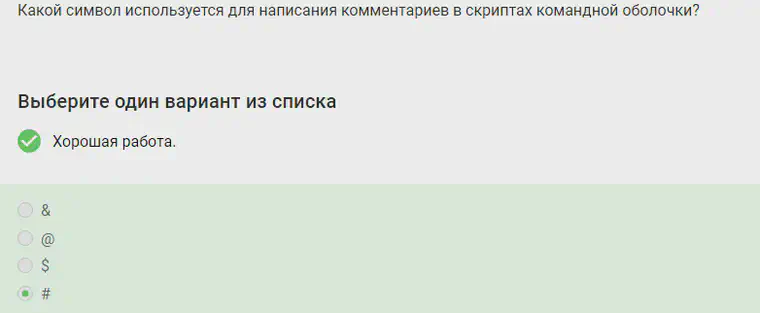 Какой символ используется для написания комментариев в скриптах командной оболочки?
Выберите один вариант из списка
Хорошая работа.
&
@
$
#